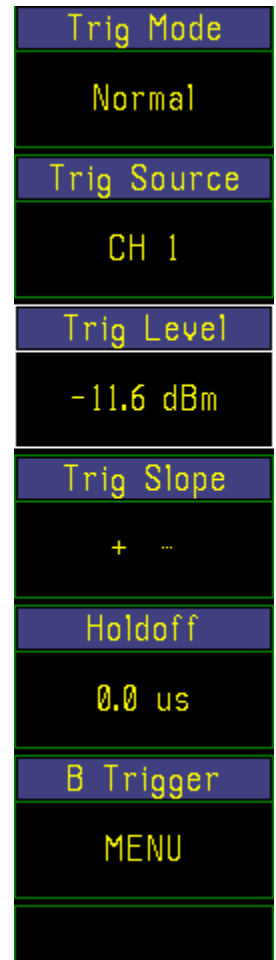 Trig Mode
Normal
Trig Source
CH 1
Trig Level
-11.6 dBm
Trig Slope
+ -
Holdoff
0.0 us
B Trigger
MENU